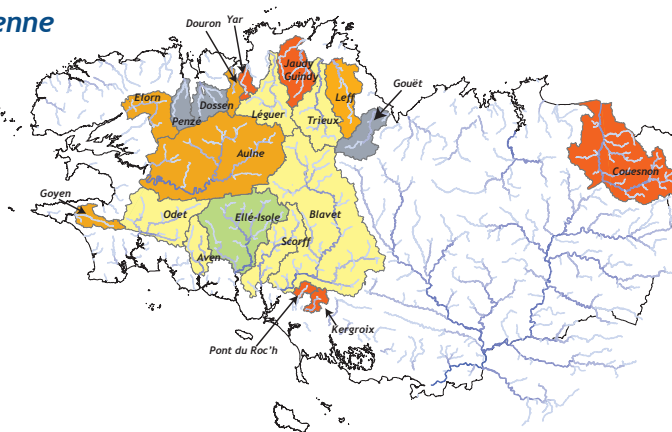 enne
Douron Yar
Jaudy
Guindy
Gouët
Elorn
Dossen
Leff
Penzé
Léguer
Trieux
Aulne
Couesnon
Goyen
Odet
Ellé-Isole
Blavet
Scorff
Aven
Kergroix
Pont du Roc'h